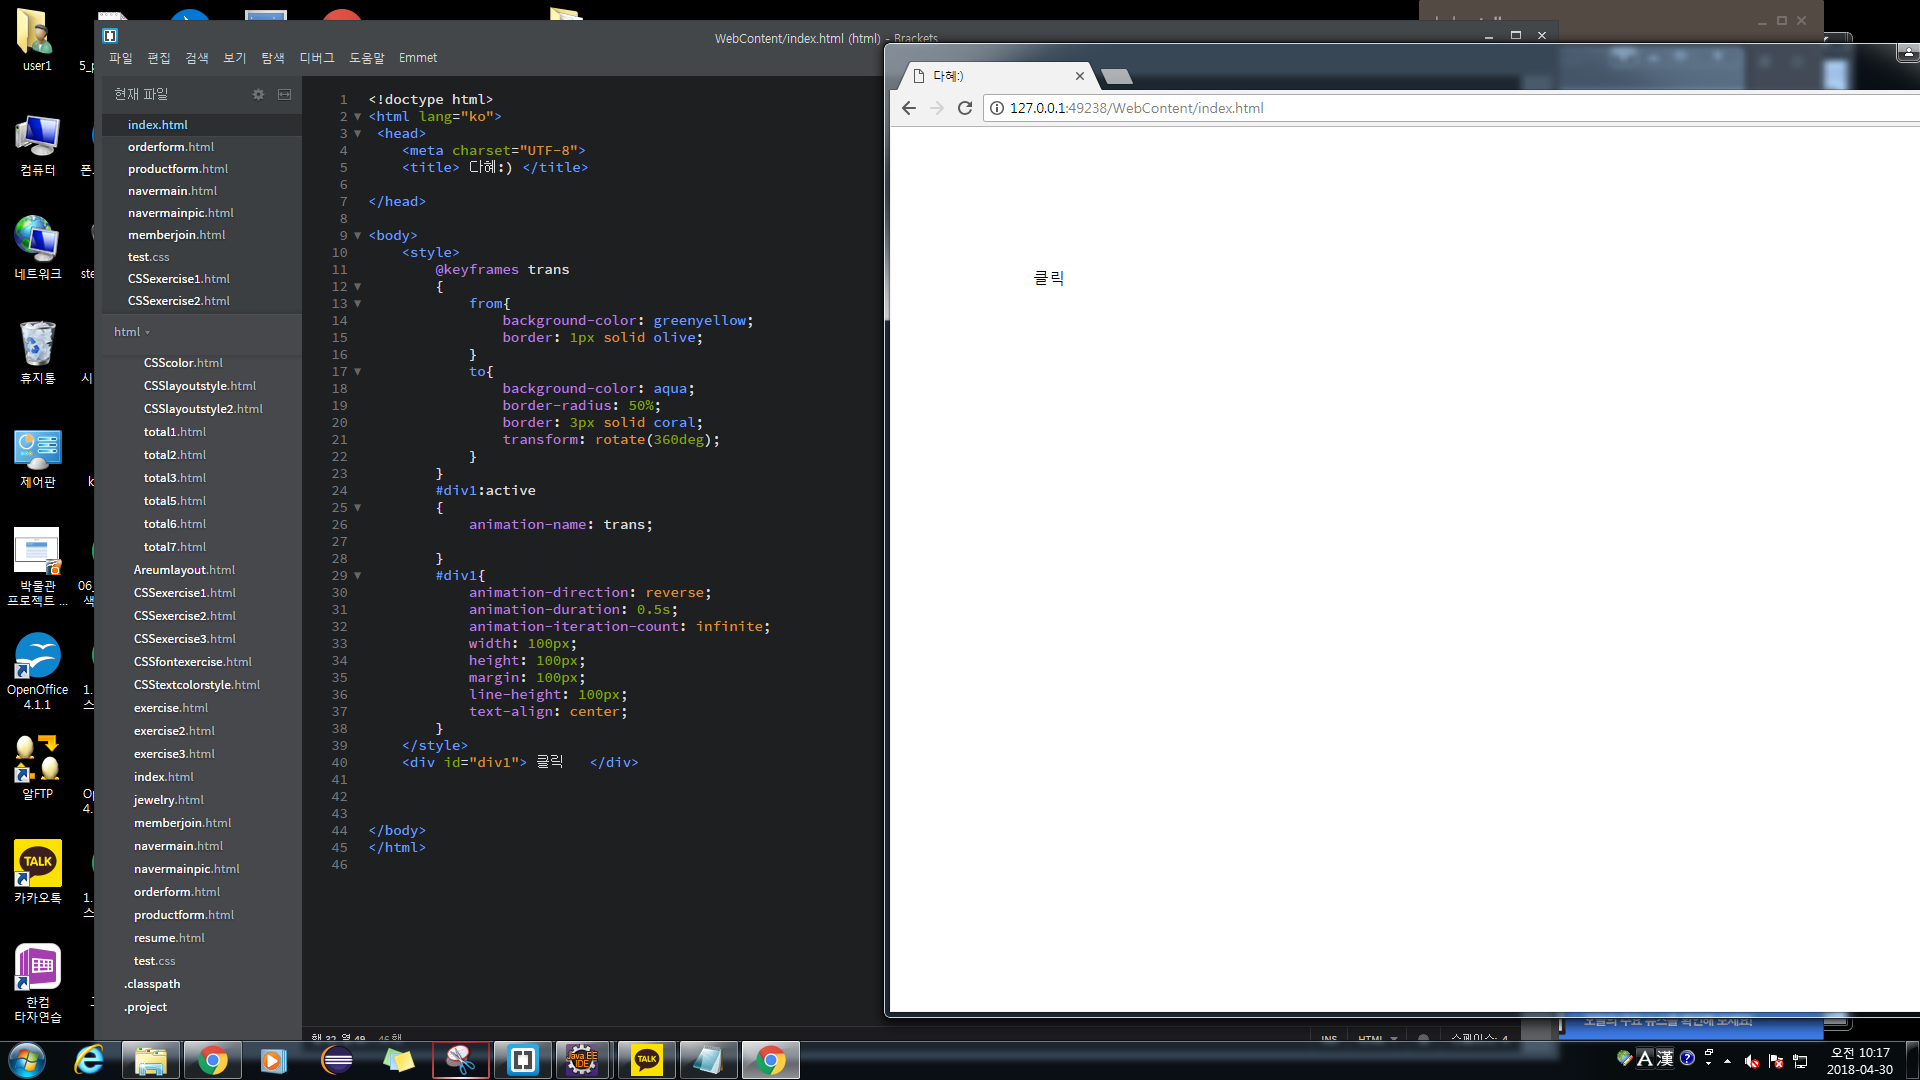 user1
컴퓨터
네트워크
휴지통
제어판
박물관
프로젝트 ...
OpenOffice
4.1.1
알FTP
카카오톡
한컴
타자연습
WebContent/index.html (html) - Brackets
파일 편집 검색 보기 탐색 디버그 도움말 Emmet
현재 파일
index.html
orderform.html
productform.html
navermain.html
navermainpic.html
memberjoin.html
test.css
CSSexercise1.html
CSSexercise2.html
html
CSScolor.html
CSSlayoutstyle.html
CSSlayoutstyle2.html
total1.html
total2.html
total3.html
total5.html
total6.html
total7.html
Areumlayout.html
CSSexercise1.html
CSSexercise2.html
CSSexercise3.html
CSSfontexercise.html
CSStextcolorstyle.html
exercise.html
exercise2.html
exercise3.html
index.html
jewelry.html
memberjoin.html
navermain.html
navermainpic.html
orderform.html
productform.html
resume.html
test.css
.classpath
.project
1 <!doctype html>
2 <html lang="ko">
3 <head>
4 <meta charset="UTF-8">
5 <title> 다혜:) </title>
6
7 </head>
8
9 <body>
10 <style>
11 @keyframes trans
12 {
13 from{
14 background-color: greenyellow;
15 border: 1px solid olive;
16 }
17 to{
18 background-color: aqua;
19 border-radius: 50%;
20 border: 3px solid coral;
21 transform: rotate(360deg);
22 }
23 }
24 #div1:active
25 {
26 animation-name: trans;
27
28 }
29 #div1{
30 animation-direction: reverse;
31 animation-duration: 0.5s;
32 animation-iteration-count: infinite;
33 width: 100px;
34 height: 100px;
35 margin: 100px;
36 line-height: 100px;
37 text-align: center;
38 }
39 </style>
40 <div id="div1"> 클릭 </div>
41
42
43
44 </body>
45 </html>
46
다혜:)
127.0.0.1:49238/WebContent/index.html
클릭
TALK
Java EE
IDE
TALK
A 漢
오전 10:17
2018-04-30